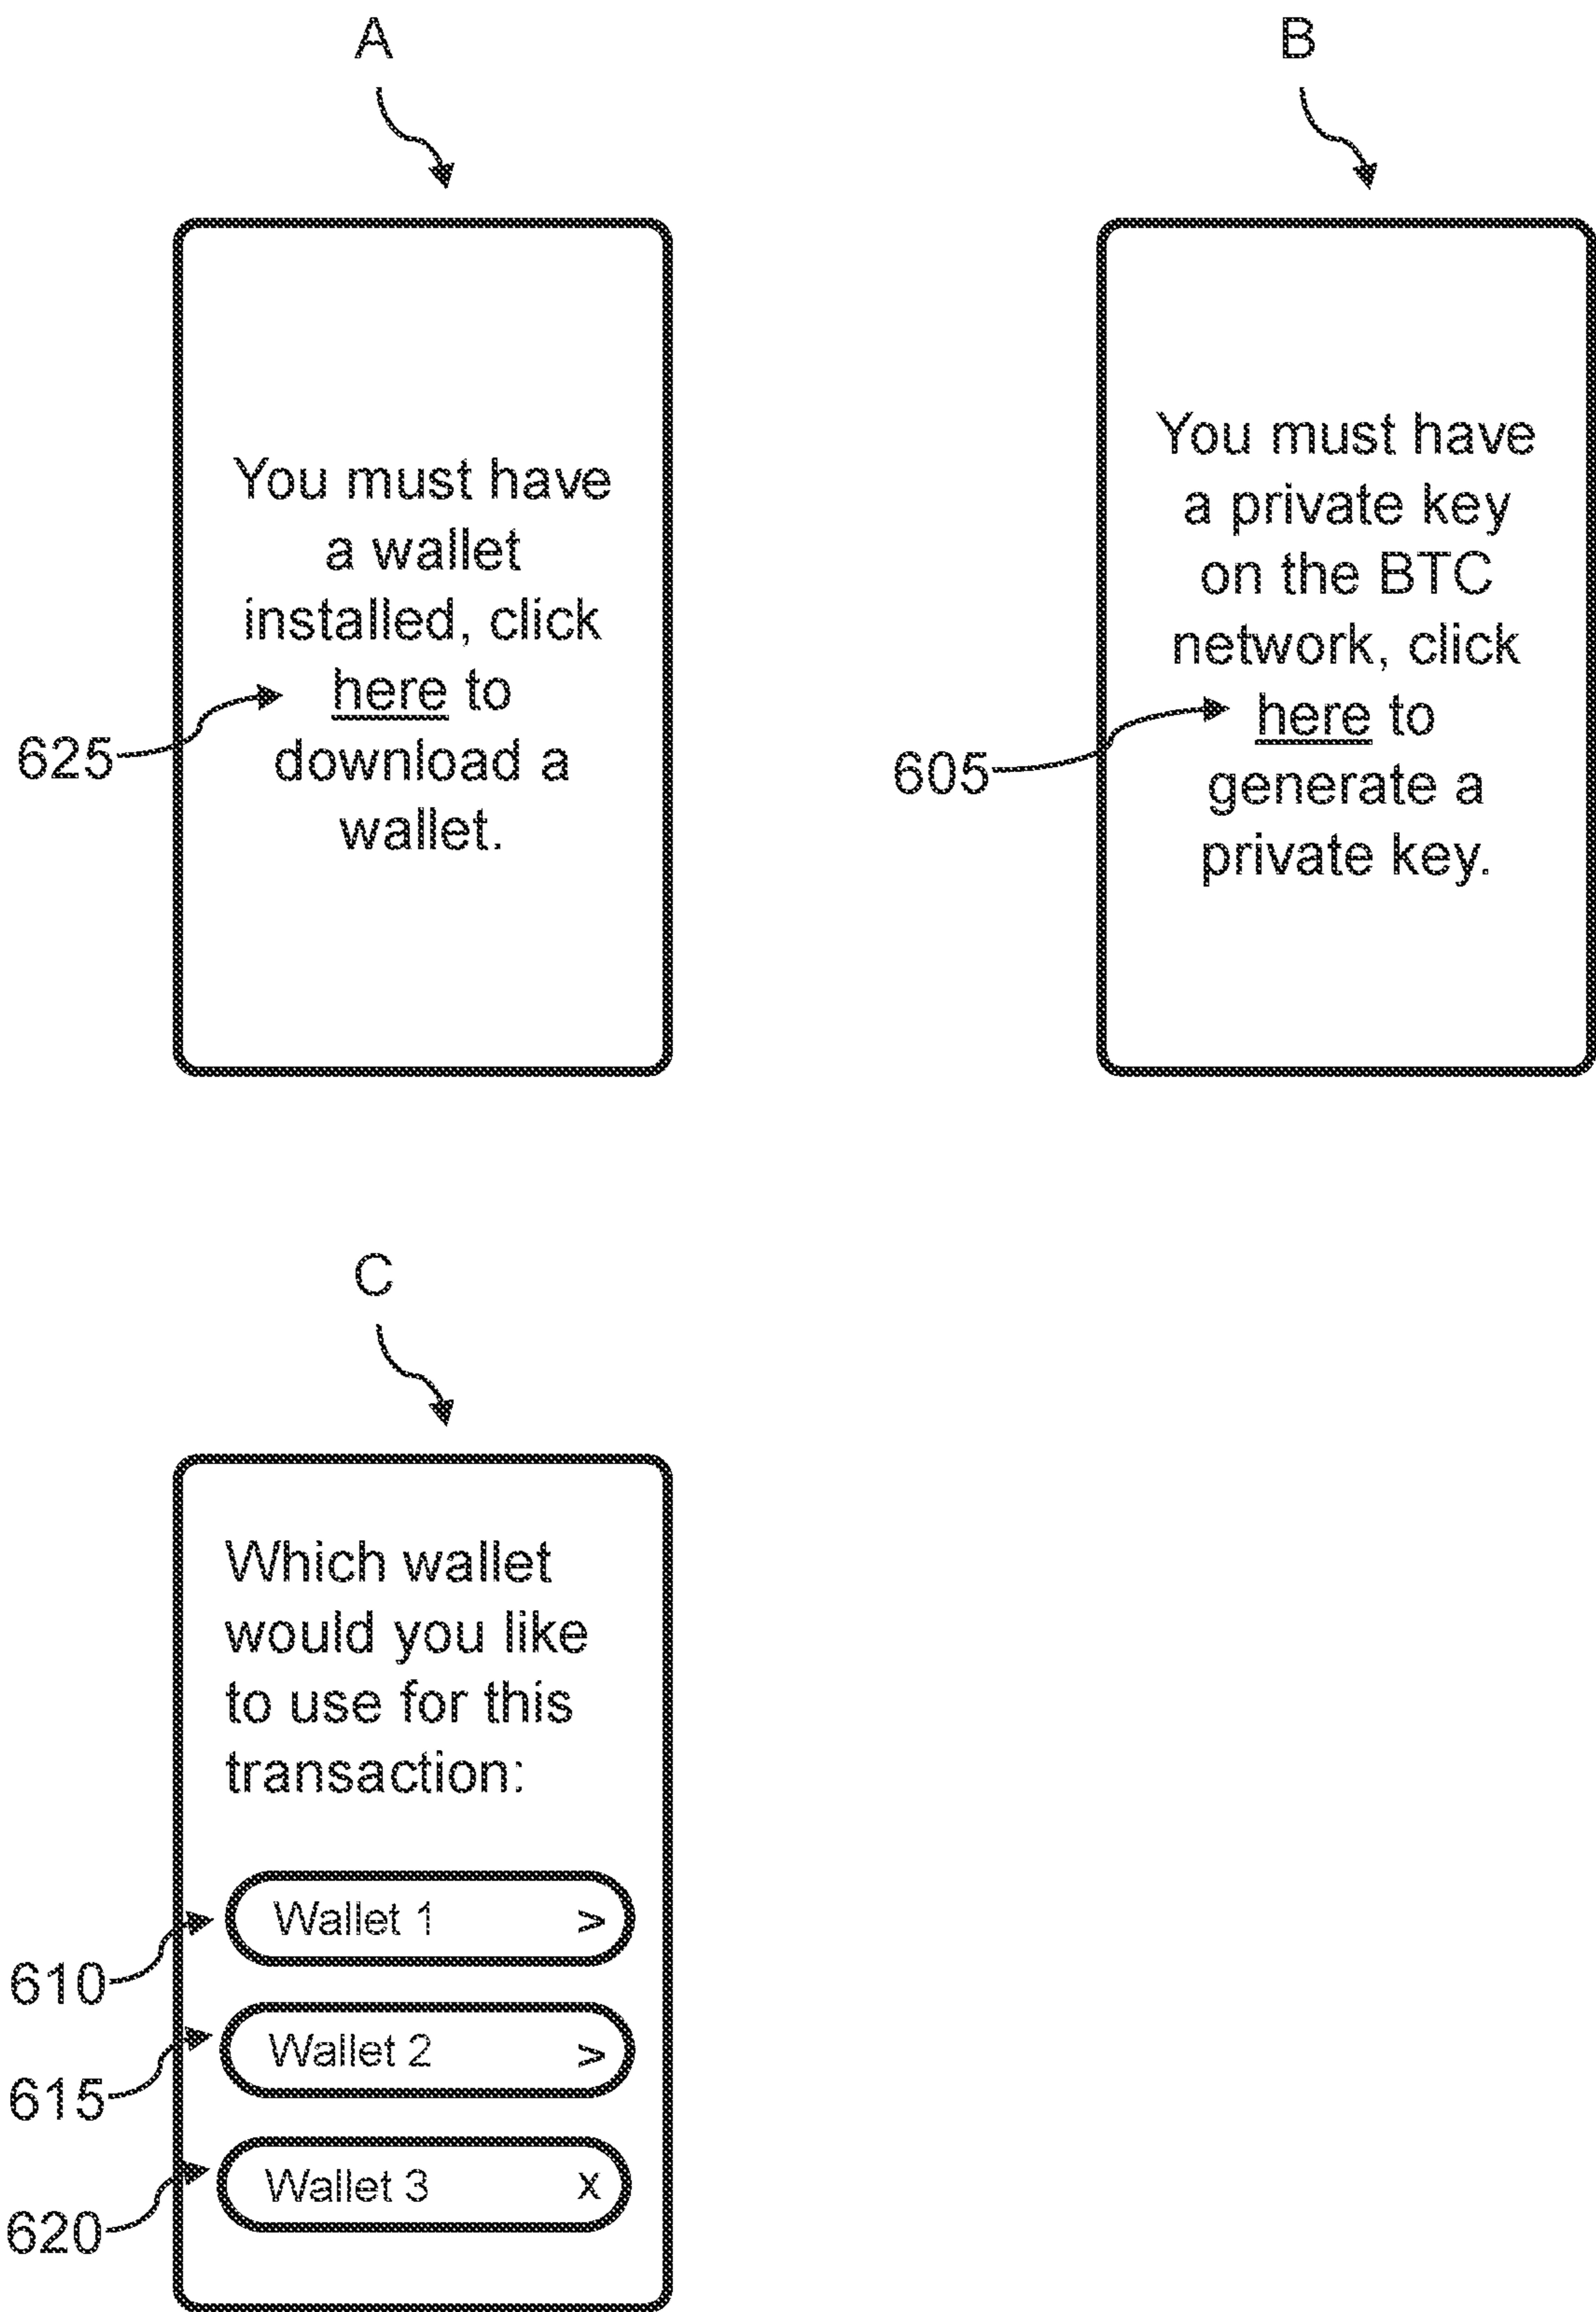 A
You must have
a wallet
installed, click
here to
download a
wallet.
625
B
You must have
a private key
on the BTC
network, click
here to
generate a
private key.
605
C
Which wallet
would you like
to use for this
transaction:
Wallet 1 >
610
Wallet 2 >
615
Wallet 3 x
620